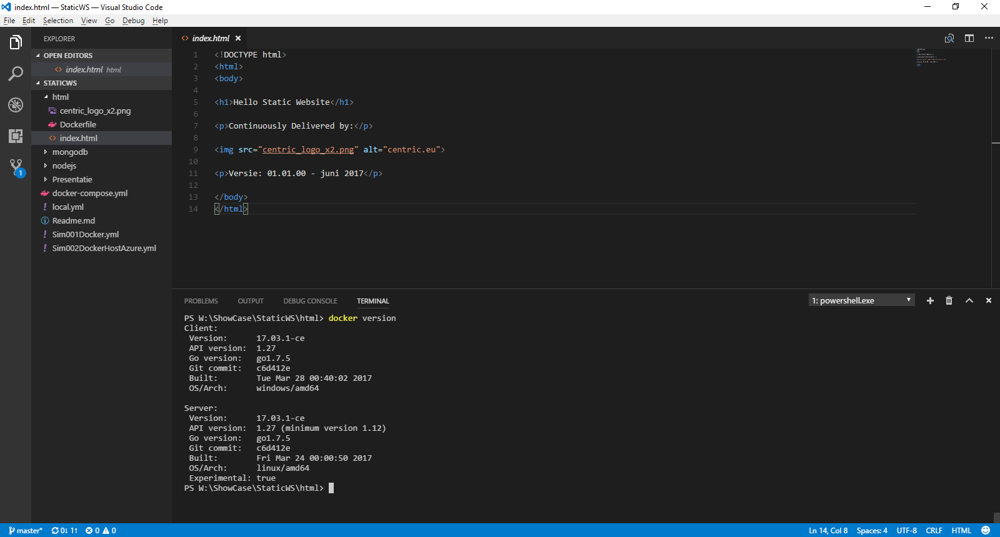 index.html — StaticWS — Visual Studio Code
File Edit Selection View Go Debug Help
EXPLORER
OPEN EDITORS
<> index.html html
STATICWS
html
centric_logo_x2.png
Dockerfile
<> index.html
mongodb
nodejs
Presentatie
docker-compose.yml
! local.yml
Readme.md
! Sim001Docker.yml
! Sim002DockerHostAzure.yml
1
<> index.html
1 <!DOCTYPE html>
2 <html>
3 <body>
4
5 <h1>Hello Static Website</h1>
6
7 <p>Continuously Delivered by:</p>
8
9 <img src="centric_logo_x2.png" alt="centric.eu">
10
11 <p>Versie: 01.01.00 - juni 2017</p>
12
13 </body>
14 </html>
PROBLEMS OUTPUT DEBUG CONSOLE TERMINAL 1: powershell.exe
PS W:\ShowCase\StaticWS\html> docker version
Client:
Version: 17.03.1-ce
API version: 1.27
Go version: go1.7.5
Git commit: c6d412e
Built: Tue Mar 28 00:40:02 2017
OS/Arch: windows/amd64
Server:
Version: 17.03.1-ce
API version: 1.27 (minimum version 1.12)
Go version: go1.7.5
Git commit: c6d412e
Built: Fri Mar 24 00:00:50 2017
OS/Arch: linux/amd64
Experimental: true
PS W:\ShowCase\StaticWS\html>
master* 0↓ 1↑ 0 0 Ln 14, Col 8 Spaces: 4 UTF-8 CRLF HTML